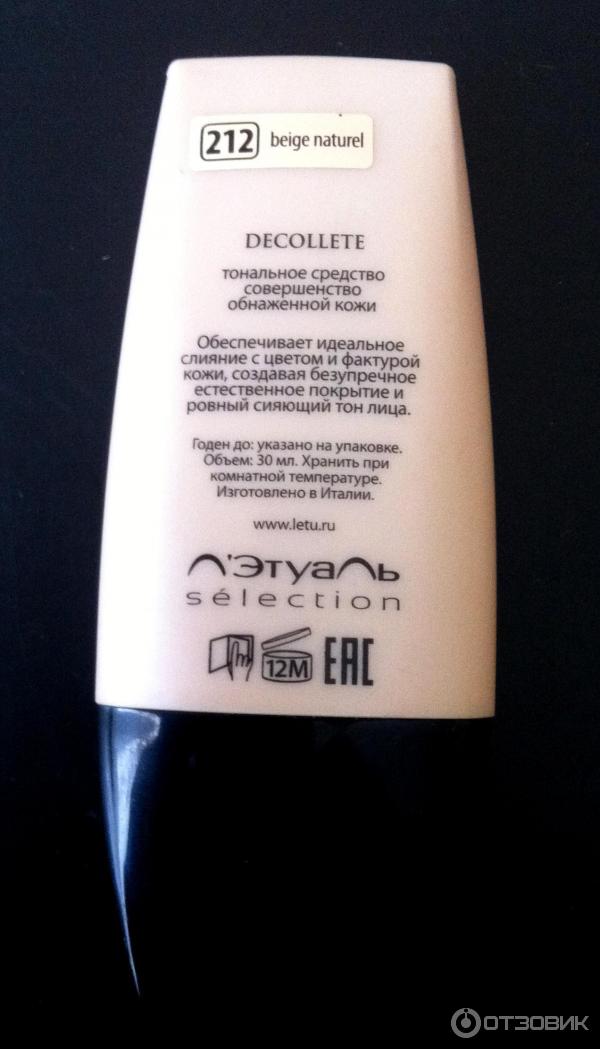 212 beige naturel
DECOLLETE
тональное средство
совершенство
обнаженной кожи
Обеспечивает идеальное
слияние с цветом и фактурой
кожи, создавая безупречное
естественное покрытие и
ровный сияющий тон лица.
Годен до: указано на упаковке.
Объем: 30 мл. Хранить при
комнатной температуре.
Изготовлено в Италии.
www.letu.ru
Л'Этуаль
sélection
12M EAC
ОТЗОВИК